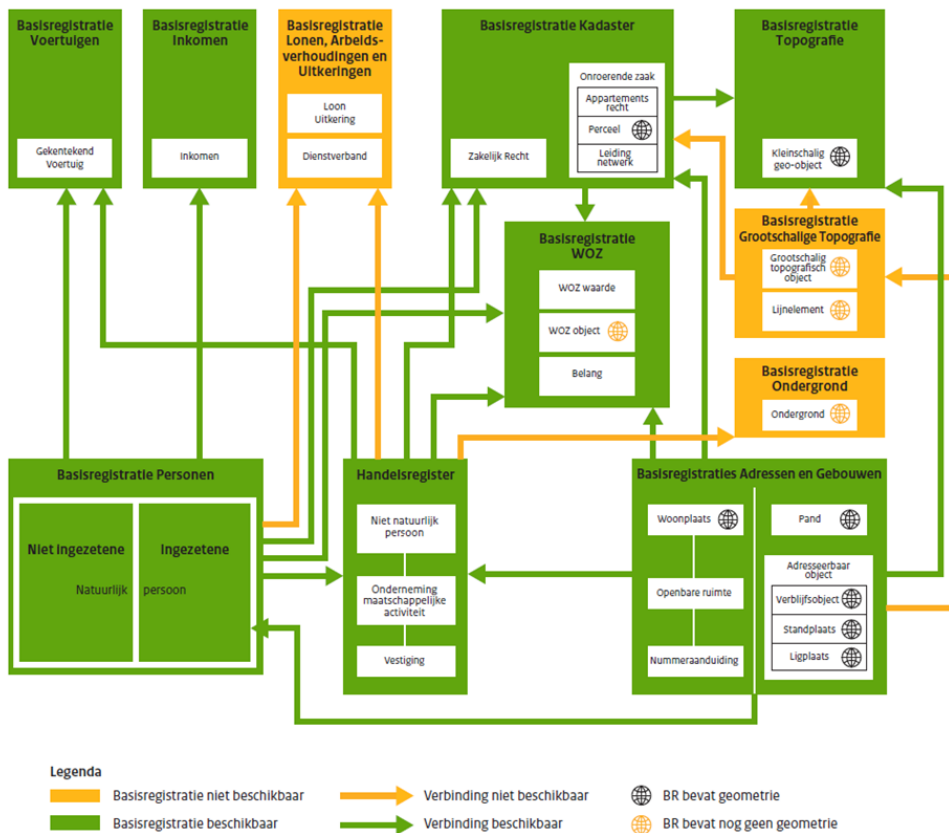 Basisregistratie
Voertuigen
Gekentekend
Voertuig
Basisregistratie
Inkomen
Inkomen
Basisregistratie
Lonen, Arbeids-
verhoudingen en
Uitkeringen
Loon
Uitkering
Dienstverband
Basisregistratie Kadaster
Zakelijk Recht
Onroerende zaak
Appartements
recht
Perceel
Leiding
netwerk
Basisregistratie
Topografie
Kleinschalig
geo-object
Basisregistratie
WOZ
WOZ waarde
WOZ object
Belang
Basisregistratie
Grootschalige Topografie
Grootschalig
topografisch
object
Lijnelement
Basisregistratie
Ondergrond
Ondergrond
Basisregistratie Personen
Niet ingezetene
Ingezetene
Natuurlijk
persoon
Handelsregister
Niet natuurlijk
persoon
Onderneming
maatschappelijke
activiteit
Vestiging
Basisregistraties Adressen en Gebouwen
Woonplaats
Openbare ruimte
Nummeraanduiding
Pand
Adresseerbaar
object
Verblijfsobject
Standplaats
Ligplaats
Legenda
Basisregistratie niet beschikbaar
Verbinding niet beschikbaar
BR bevat geometrie
Basisregistratie beschikbaar
Verbinding beschikbaar
BR bevat nog geen geometrie